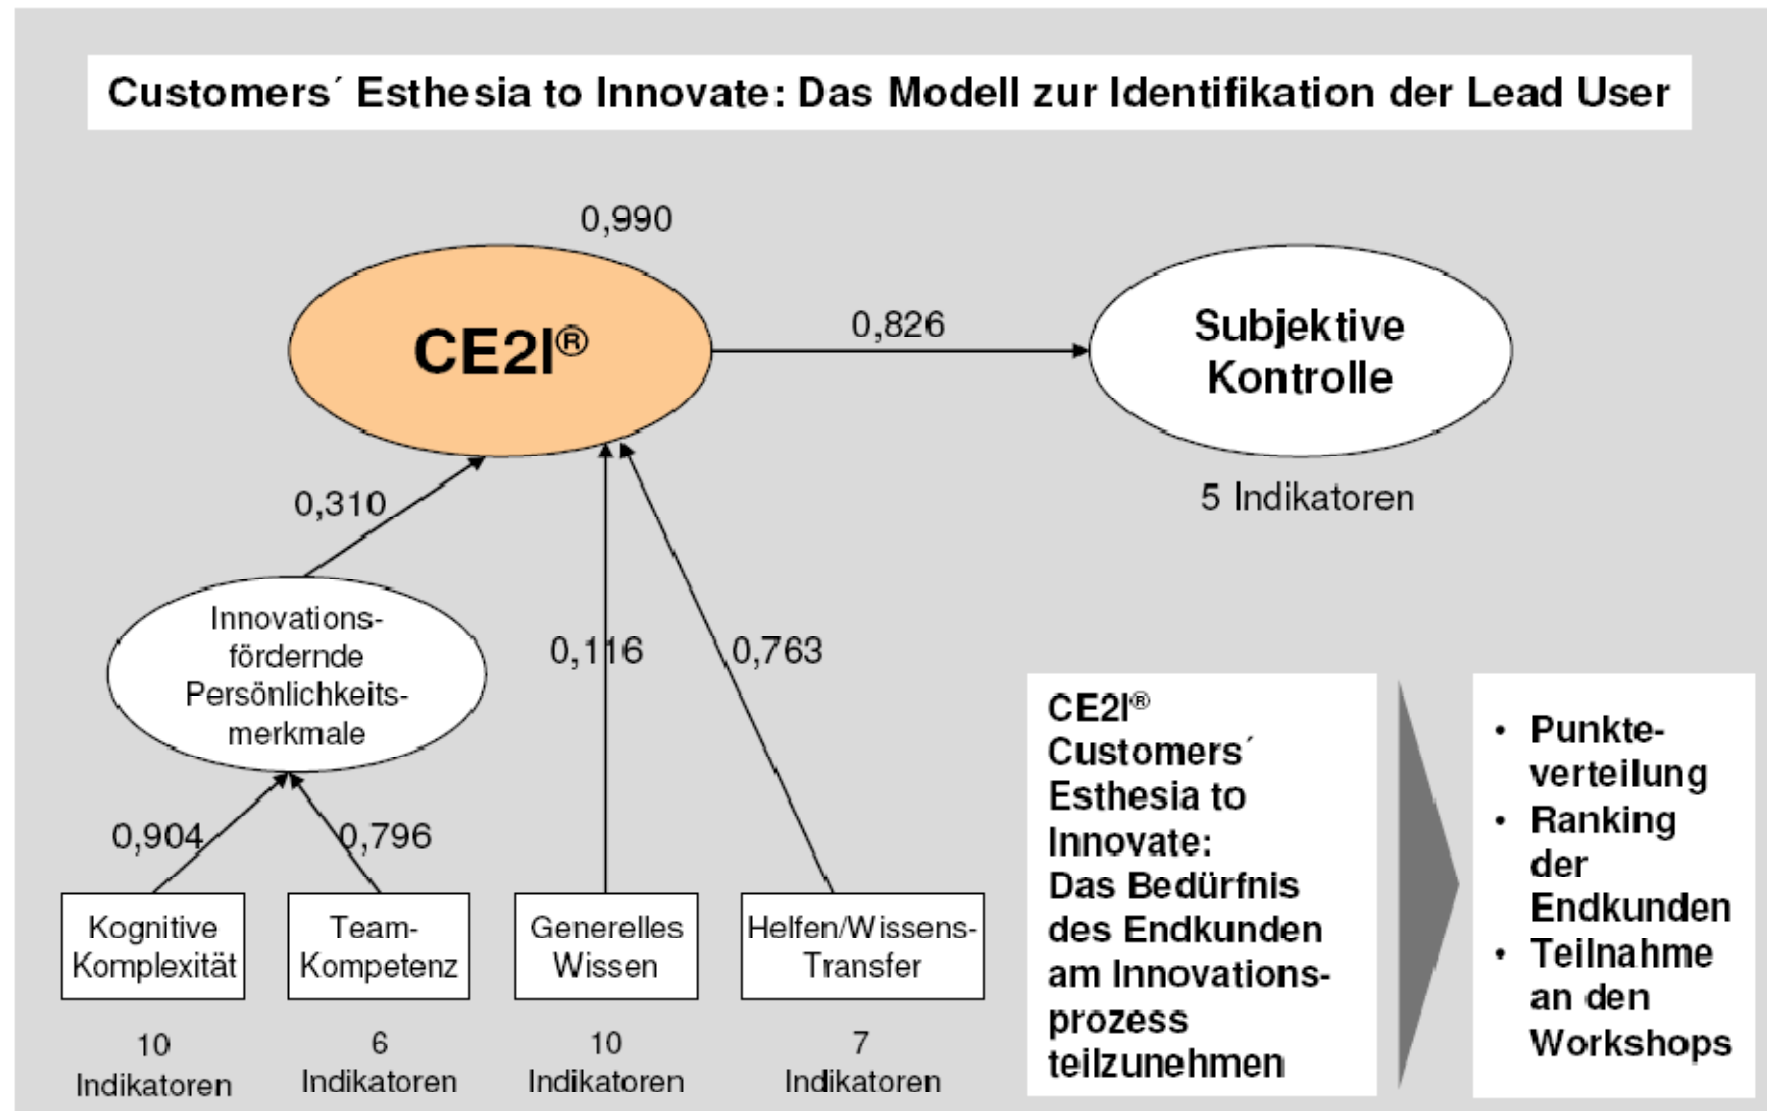 Customers´ Esthesia to Innovate: Das Modell zur Identifikation der Lead User
0,990
CE2I®
0,826
Subjektive
Kontrolle
5 Indikatoren
0,310
Innovations-
fördernde
Persönlichkeits-
merkmale
0,116
0,763
0,904
0,796
Kognitive
Komplexität
Team-
Kompetenz
Generelles
Wissen
Helfen/Wissens-
Transfer
10
Indikatoren
6
Indikatoren
10
Indikatoren
7
Indikatoren
CE2I®
Customers´
Esthesia to
Innovate:
Das Bedürfnis
des Endkunden
am Innovations-
prozess
teilzunehmen
• Punkte-
verteilung
• Ranking
der
Endkunden
• Teilnahme
an den
Workshops